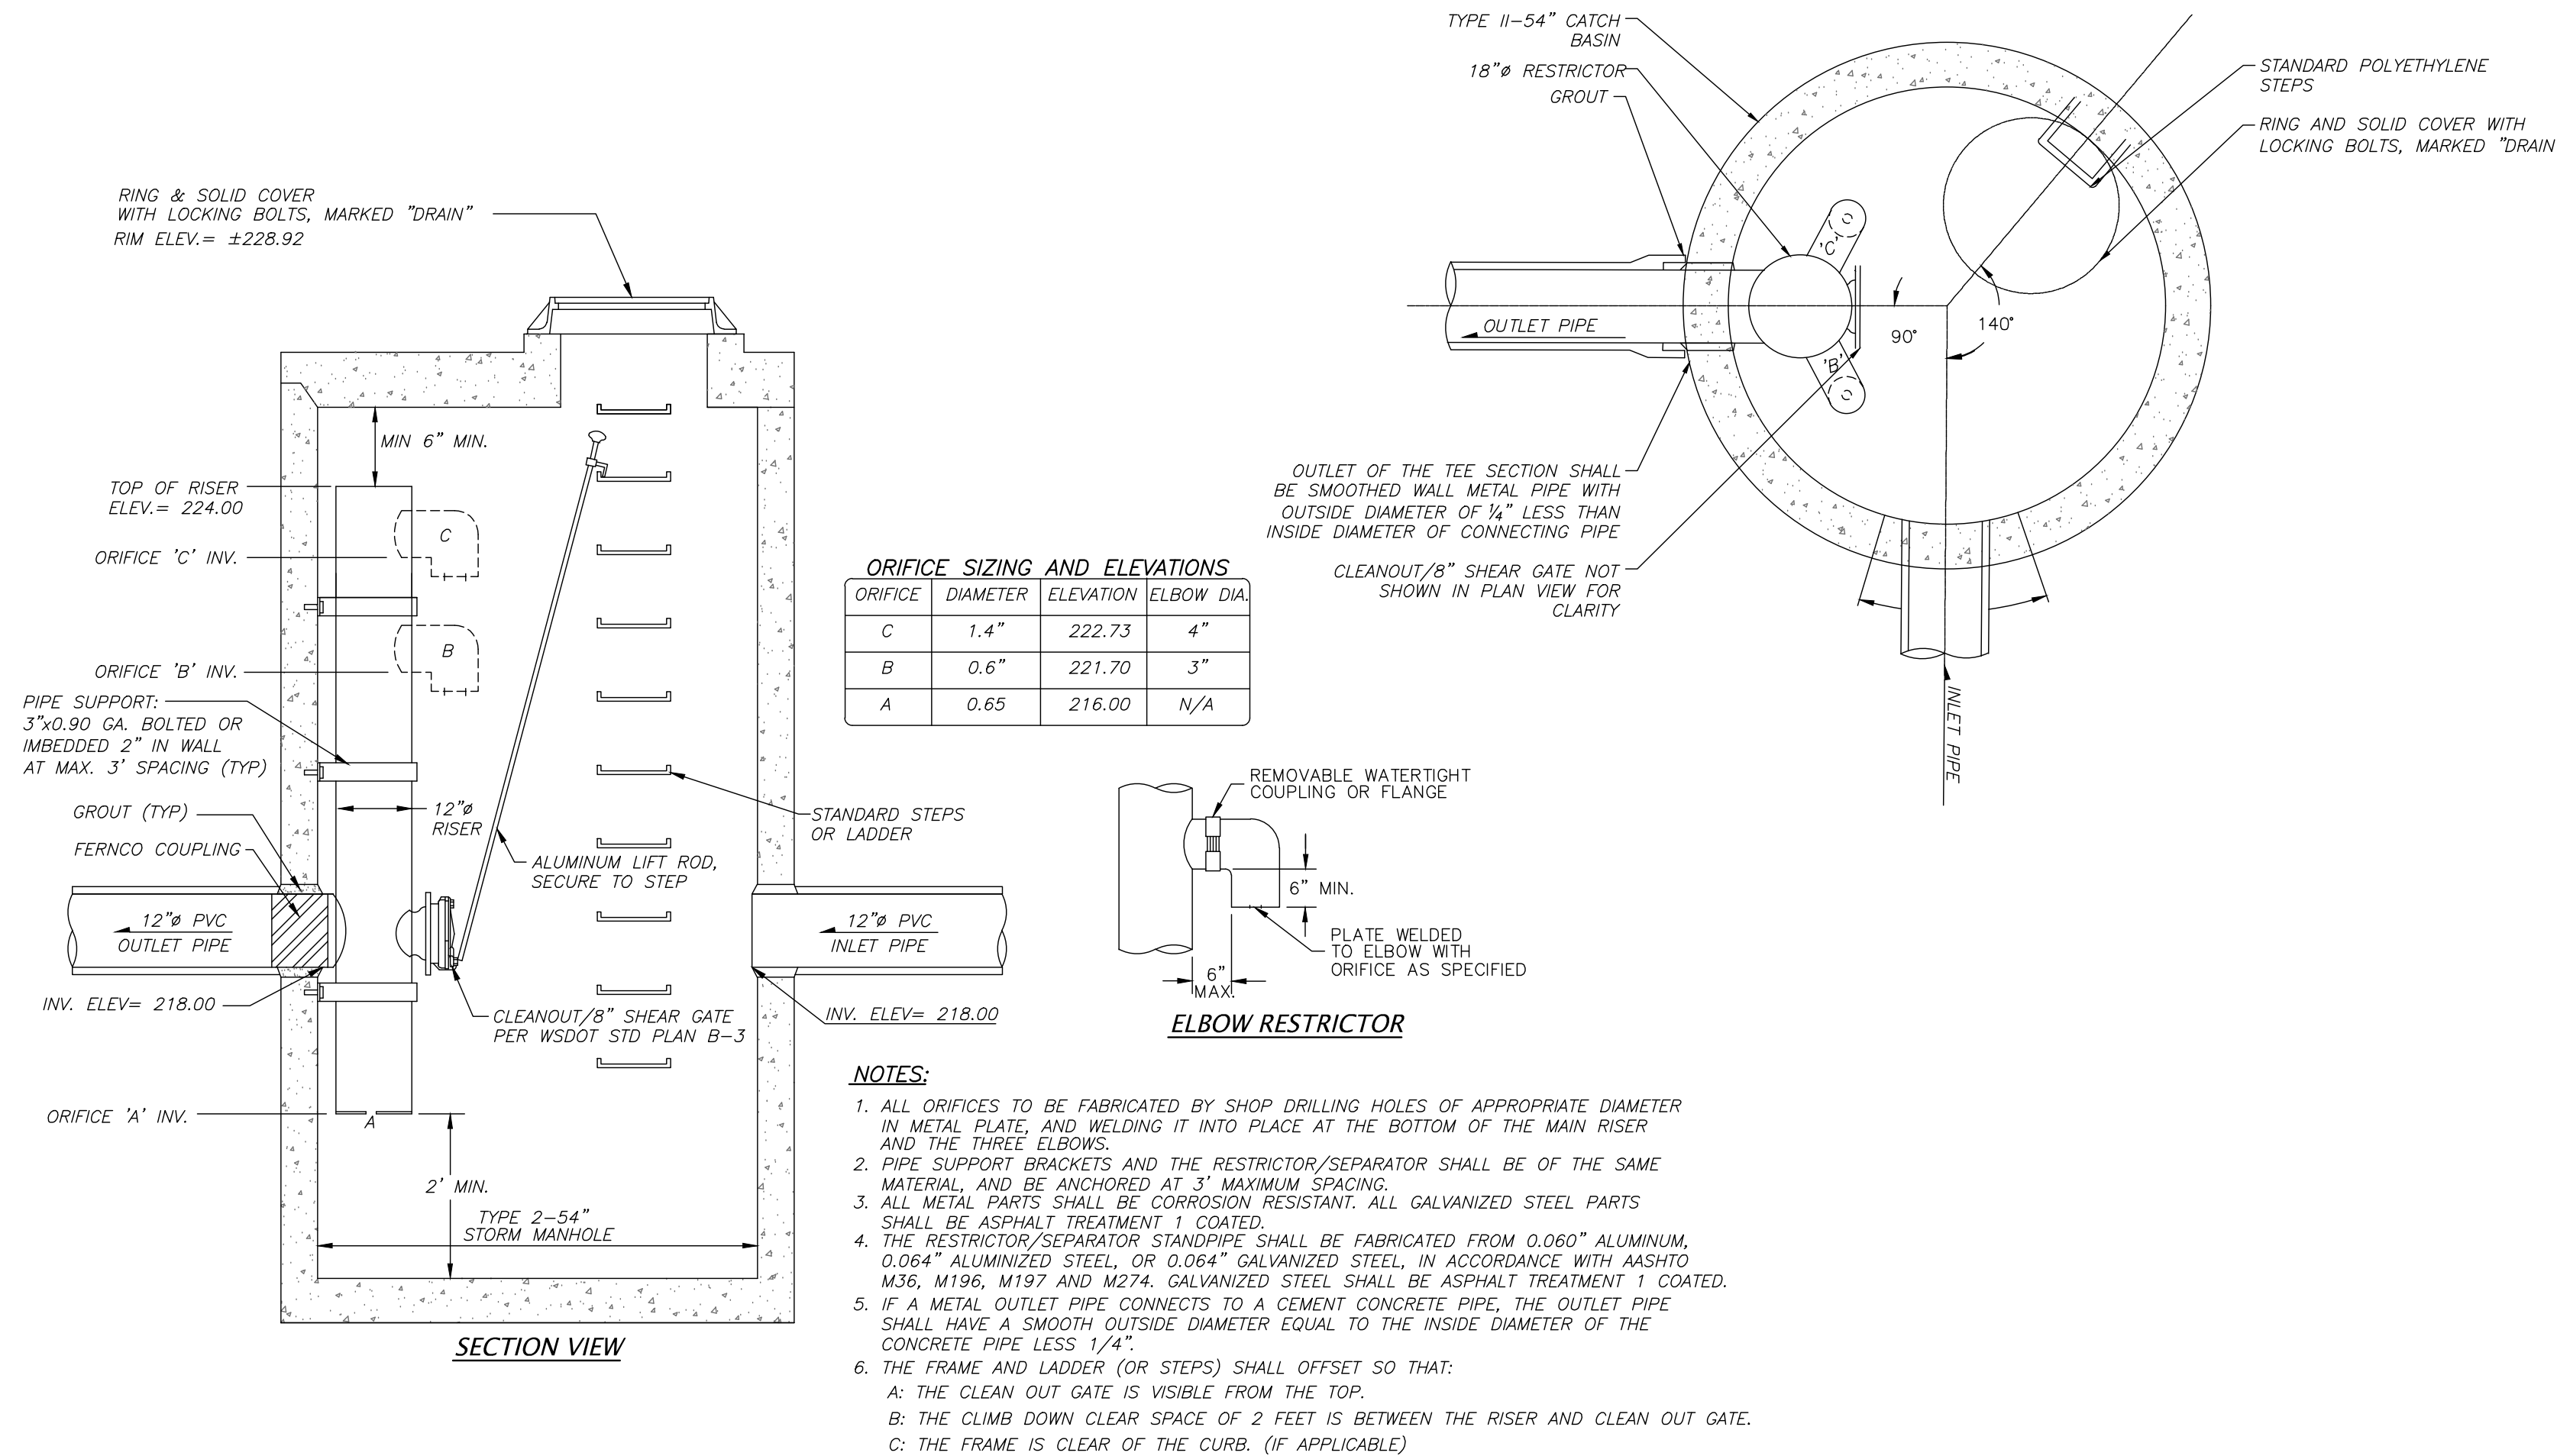 RING & SOLID COVER
WITH LOCKING BOLTS, MARKED "DRAIN"
RIM ELEV.= ±228.92
MIN 6" MIN.
TOP OF RISER
ELEV.= 224.00
C
ORIFICE 'C' INV.
B
ORIFICE 'B' INV.
PIPE SUPPORT:
3"x0.90 GA. BOLTED OR
IMBEDDED 2" IN WALL
AT MAX. 3' SPACING (TYP)
GROUT (TYP)
12"ø
RISER
FERNCO COUPLING
STANDARD STEPS
OR LADDER
ALUMINUM LIFT ROD,
SECURE TO STEP
12"ø PVC
OUTLET PIPE
12"ø PVC
INLET PIPE
INV. ELEV= 218.00
CLEANOUT/8" SHEAR GATE
PER WSDOT STD PLAN B-3
INV. ELEV= 218.00
ORIFICE 'A' INV.
A
2' MIN.
TYPE 2-54"
STORM MANHOLE
SECTION VIEW
ORIFICE SIZING AND ELEVATIONS
ORIFICE DIAMETER ELEVATION ELBOW DIA.
C 1.4" 222.73 4"
B 0.6" 221.70 3"
A 0.65 216.00 N/A
TYPE II-54" CATCH
BASIN
18"ø RESTRICTOR
GROUT
STANDARD POLYETHYLENE
STEPS
RING AND SOLID COVER WITH
LOCKING BOLTS, MARKED "DRAIN
'C'
OUTLET PIPE
90°
140°
'B'
OUTLET OF THE TEE SECTION SHALL
BE SMOOTHED WALL METAL PIPE WITH
OUTSIDE DIAMETER OF ¼" LESS THAN
INSIDE DIAMETER OF CONNECTING PIPE
CLEANOUT/8" SHEAR GATE NOT
SHOWN IN PLAN VIEW FOR
CLARITY
INLET PIPE
REMOVABLE WATERTIGHT
COUPLING OR FLANGE
6" MIN.
PLATE WELDED
TO ELBOW WITH
ORIFICE AS SPECIFIED
6"
MAX.
ELBOW RESTRICTOR
NOTES:
1. ALL ORIFICES TO BE FABRICATED BY SHOP DRILLING HOLES OF APPROPRIATE DIAMETER
IN METAL PLATE, AND WELDING IT INTO PLACE AT THE BOTTOM OF THE MAIN RISER
AND THE THREE ELBOWS.
2. PIPE SUPPORT BRACKETS AND THE RESTRICTOR/SEPARATOR SHALL BE OF THE SAME
MATERIAL, AND BE ANCHORED AT 3' MAXIMUM SPACING.
3. ALL METAL PARTS SHALL BE CORROSION RESISTANT. ALL GALVANIZED STEEL PARTS
SHALL BE ASPHALT TREATMENT 1 COATED.
4. THE RESTRICTOR/SEPARATOR STANDPIPE SHALL BE FABRICATED FROM 0.060" ALUMINUM,
0.064" ALUMINIZED STEEL, OR 0.064" GALVANIZED STEEL, IN ACCORDANCE WITH AASHTO
M36, M196, M197 AND M274. GALVANIZED STEEL SHALL BE ASPHALT TREATMENT 1 COATED.
5. IF A METAL OUTLET PIPE CONNECTS TO A CEMENT CONCRETE PIPE, THE OUTLET PIPE
SHALL HAVE A SMOOTH OUTSIDE DIAMETER EQUAL TO THE INSIDE DIAMETER OF THE
CONCRETE PIPE LESS 1/4".
6. THE FRAME AND LADDER (OR STEPS) SHALL OFFSET SO THAT:
A: THE CLEAN OUT GATE IS VISIBLE FROM THE TOP.
B: THE CLIMB DOWN CLEAR SPACE OF 2 FEET IS BETWEEN THE RISER AND CLEAN OUT GATE.
C: THE FRAME IS CLEAR OF THE CURB. (IF APPLICABLE)